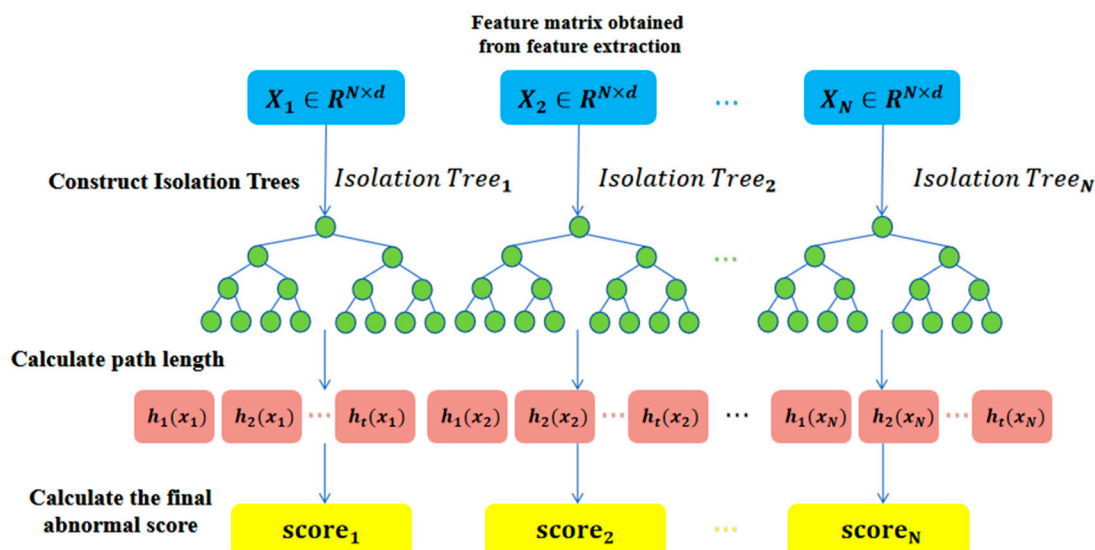 Feature matrix obtained
from feature extraction
X₁ ∈ R^{N×d}
X₂ ∈ R^{N×d}
...
X_N ∈ R^{N×d}
Construct Isolation Trees
Isolation Tree₁
Isolation Tree₂
Isolation Tree_N
...
Calculate path length
h₁(x₁)
h₂(x₁)
...
h_t(x₁)
h₁(x₂)
h₂(x₂)
...
h_t(x₂)
...
h₁(x_N)
h₂(x_N)
...
h_t(x_N)
Calculate the final
abnormal score
score₁
score₂
...
score_N